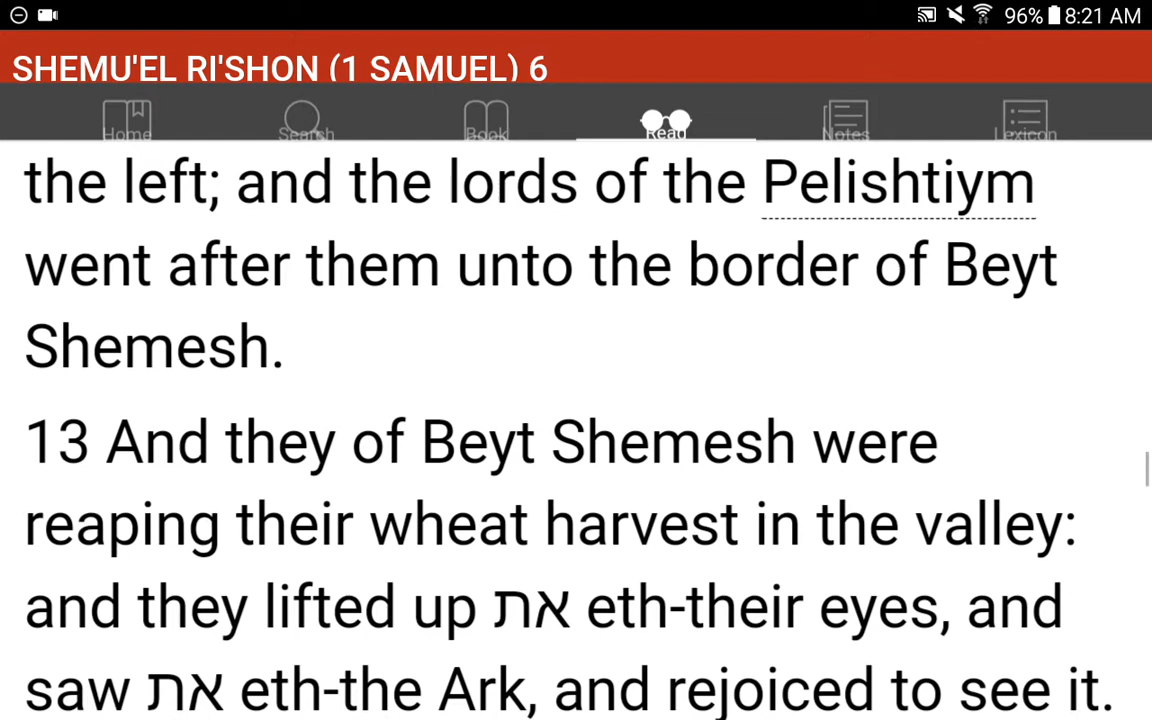 96% 8:21 AM
SHEMU'EL RI'SHON (1 SAMUEL) 6
Home Search Book Read Notes Lexicon
the left; and the lords of the Pelishtiym
went after them unto the border of Beyt
Shemesh.
13 And they of Beyt Shemesh were
reaping their wheat harvest in the valley:
and they lifted up את eth-their eyes, and
saw את eth-the Ark, and rejoiced to see it.